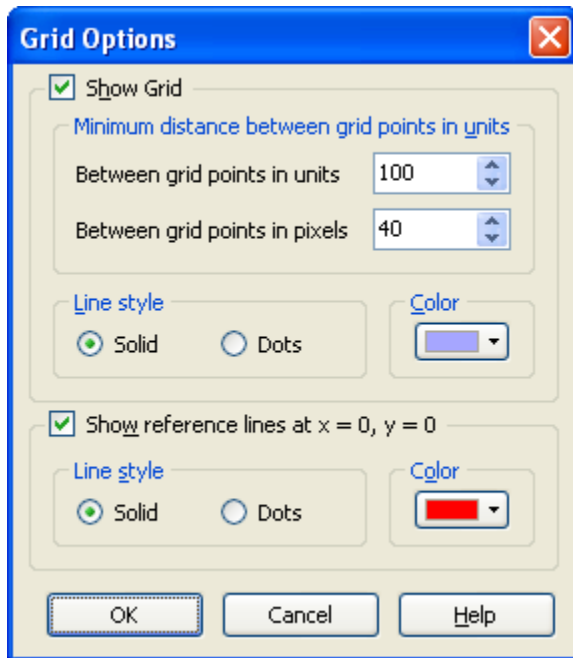 Grid Options
Show Grid
Minimum distance between grid points in units
Between grid points in units 100
Between grid points in pixels 40
Line style
Color
Solid Dots
Show reference lines at x = 0, y = 0
Line style
Color
Solid Dots
OK Cancel Help